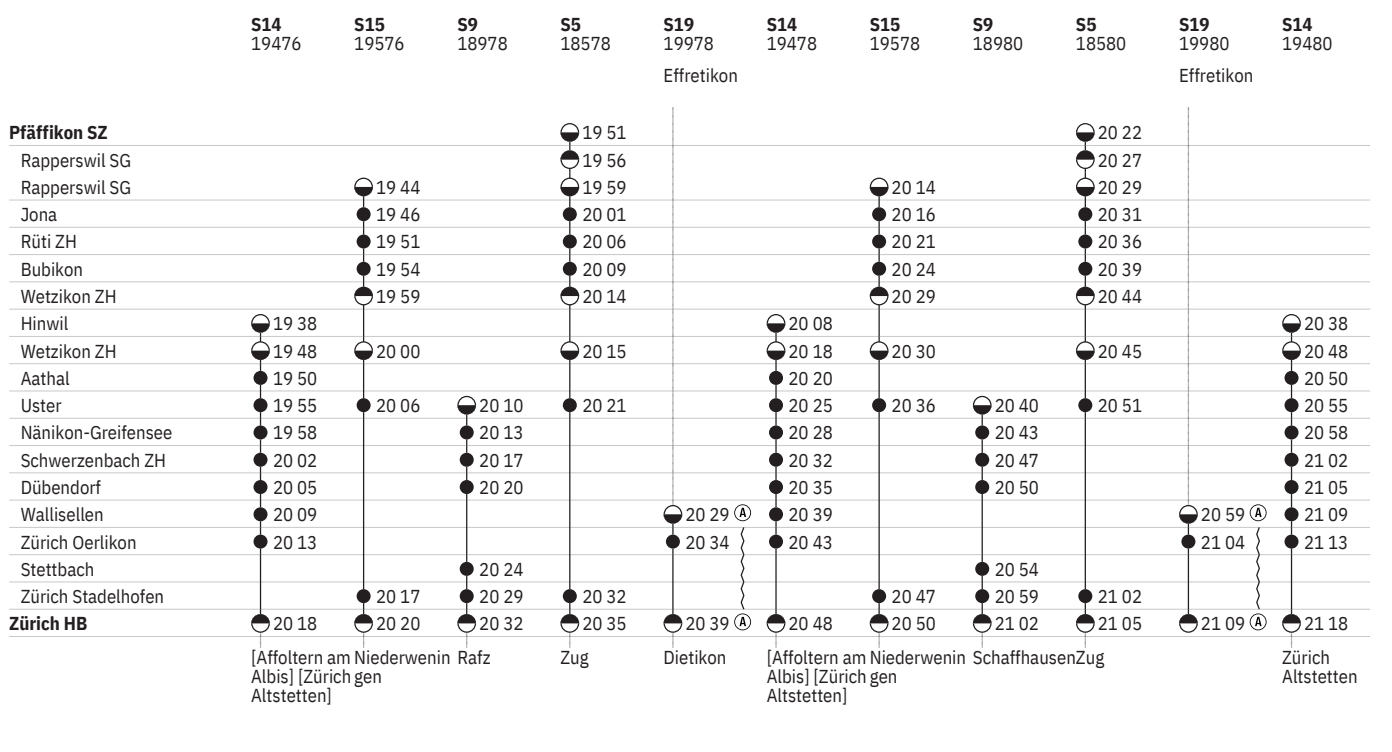 S14 S15 S9 S5 S19 S14 S15 S9 S5 S19 S14
19476 19576 18978 18578 19978 19478 19578 18980 18580 19980 19480
Effretikon Effretikon
Pfäffikon SZ 19 51 20 22
Rapperswil SG 19 56 20 27
Rapperswil SG 19 44 19 59 20 14 20 29
Jona 19 46 20 01 20 16 20 31
Rüti ZH 19 51 20 06 20 21 20 36
Bubikon 19 54 20 09 20 24 20 39
Wetzikon ZH 19 59 20 14 20 29 20 44
Hinwil 19 38 20 08 20 38
Wetzikon ZH 19 48 20 00 20 15 20 18 20 30 20 45 20 48
Aathal 19 50 20 20 20 50
Uster 19 55 20 06 20 10 20 21 20 25 20 36 20 40 20 51 20 55
Nänikon-Greifensee 19 58 20 13 20 28 20 43 20 58
Schwerzenbach ZH 20 02 20 17 20 32 20 47 21 02
Dübendorf 20 05 20 20 20 35 20 50 21 05
Wallisellen 20 09 20 29 A 20 39 20 59 A 21 09
Zürich Oerlikon 20 13 20 34 20 43 21 04 21 13
Stettbach 20 24 20 54
Zürich Stadelhofen 20 17 20 29 20 32 20 47 20 59 21 02
Zürich HB 20 18 20 20 20 32 20 35 20 39 A 20 48 20 50 21 02 21 05 21 09 A 21 18
[Affoltern am Niederwenin Rafz Zug Dietikon [Affoltern am Niederwenin Schaffhausen Zug Zürich
Albis] [Zürich gen Albis] [Zürich gen Altstetten
Altstetten] Altstetten]